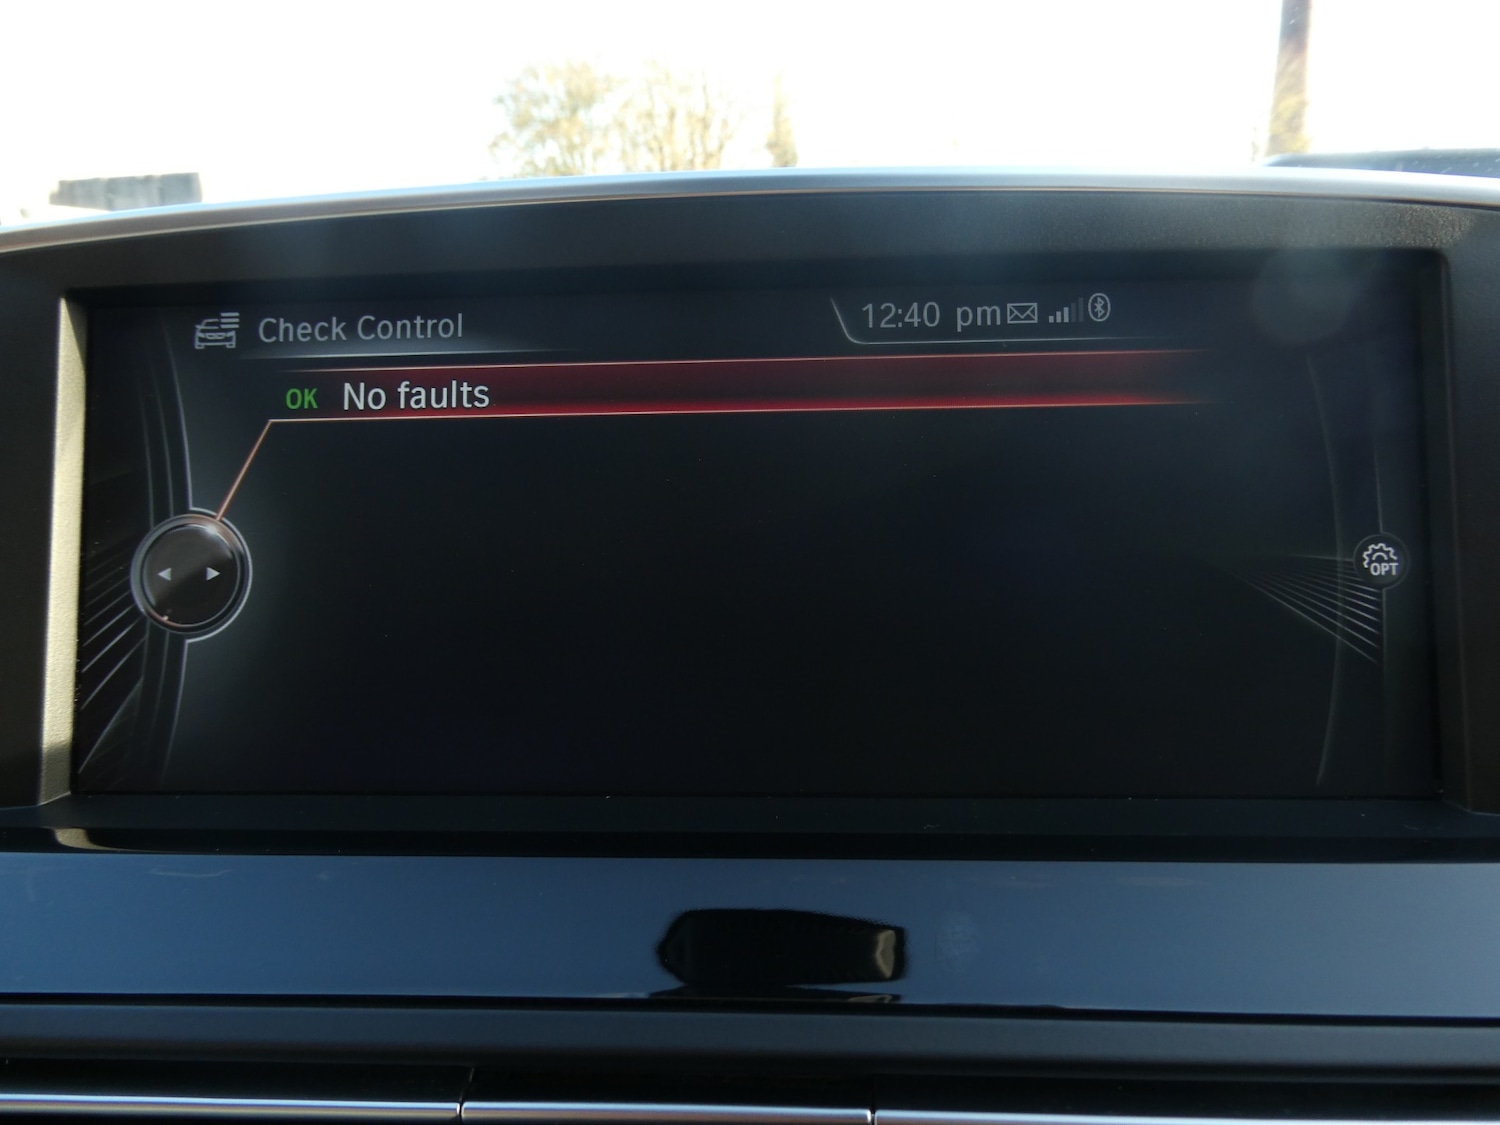 Check Control
12:40 pm
OK No faults
OPT